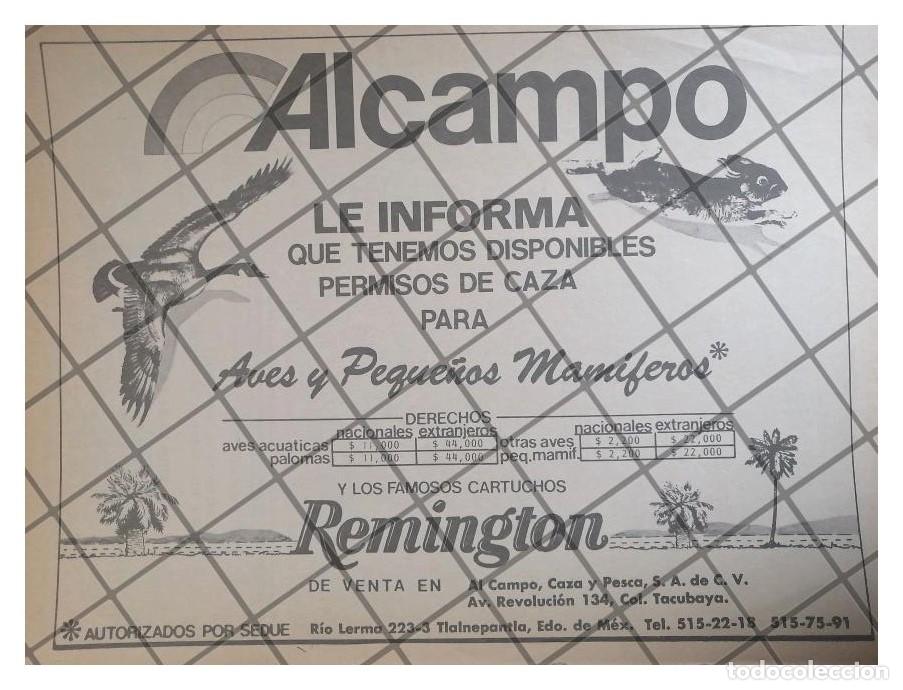 Alcampo
LE INFORMA
QUE TENEMOS DISPONIBLES
PERMISOS DE CAZA
PARA
Aves y Pequeños Mamíferos*
DERECHOS
nacionales extranjeros nacionales extranjeros
aves acuaticas $ 11,000 $ 44,000 otras aves $ 2,200 $ 22,000
palomas $ 11,000 $ 44,000 peq.mamif. $ 2,200 $ 22,000
Y LOS FAMOSOS CARTUCHOS
Remington
DE VENTA EN Al Campo, Caza y Pesca, S. A. de C. V.
Av. Revolución 134, Col. Tacubaya.
* AUTORIZADOS POR SEDUE Río Lerma 223-3 Tlalnepantla, Edo. de Méx. Tel. 515-22-18 515-75-91
todocoleccion.net